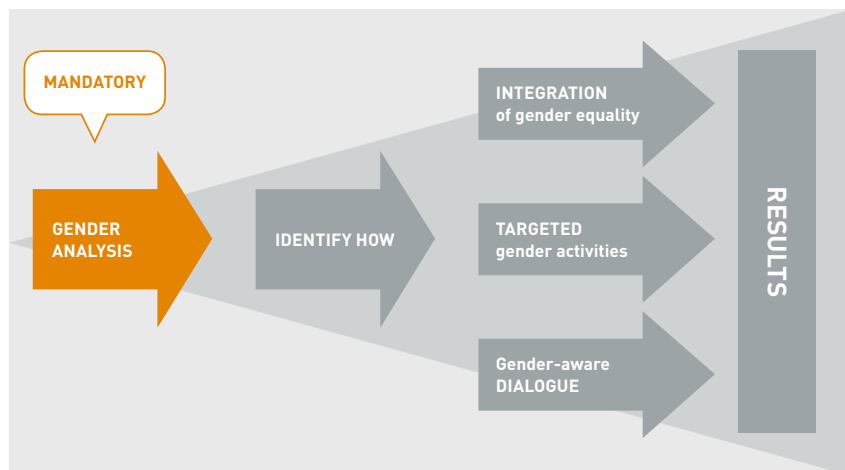 MANDATORY
GENDER
ANALYSIS
IDENTIFY HOW
INTEGRATION
of gender equality
TARGETED
gender activities
Gender-aware
DIALOGUE
RESULTS